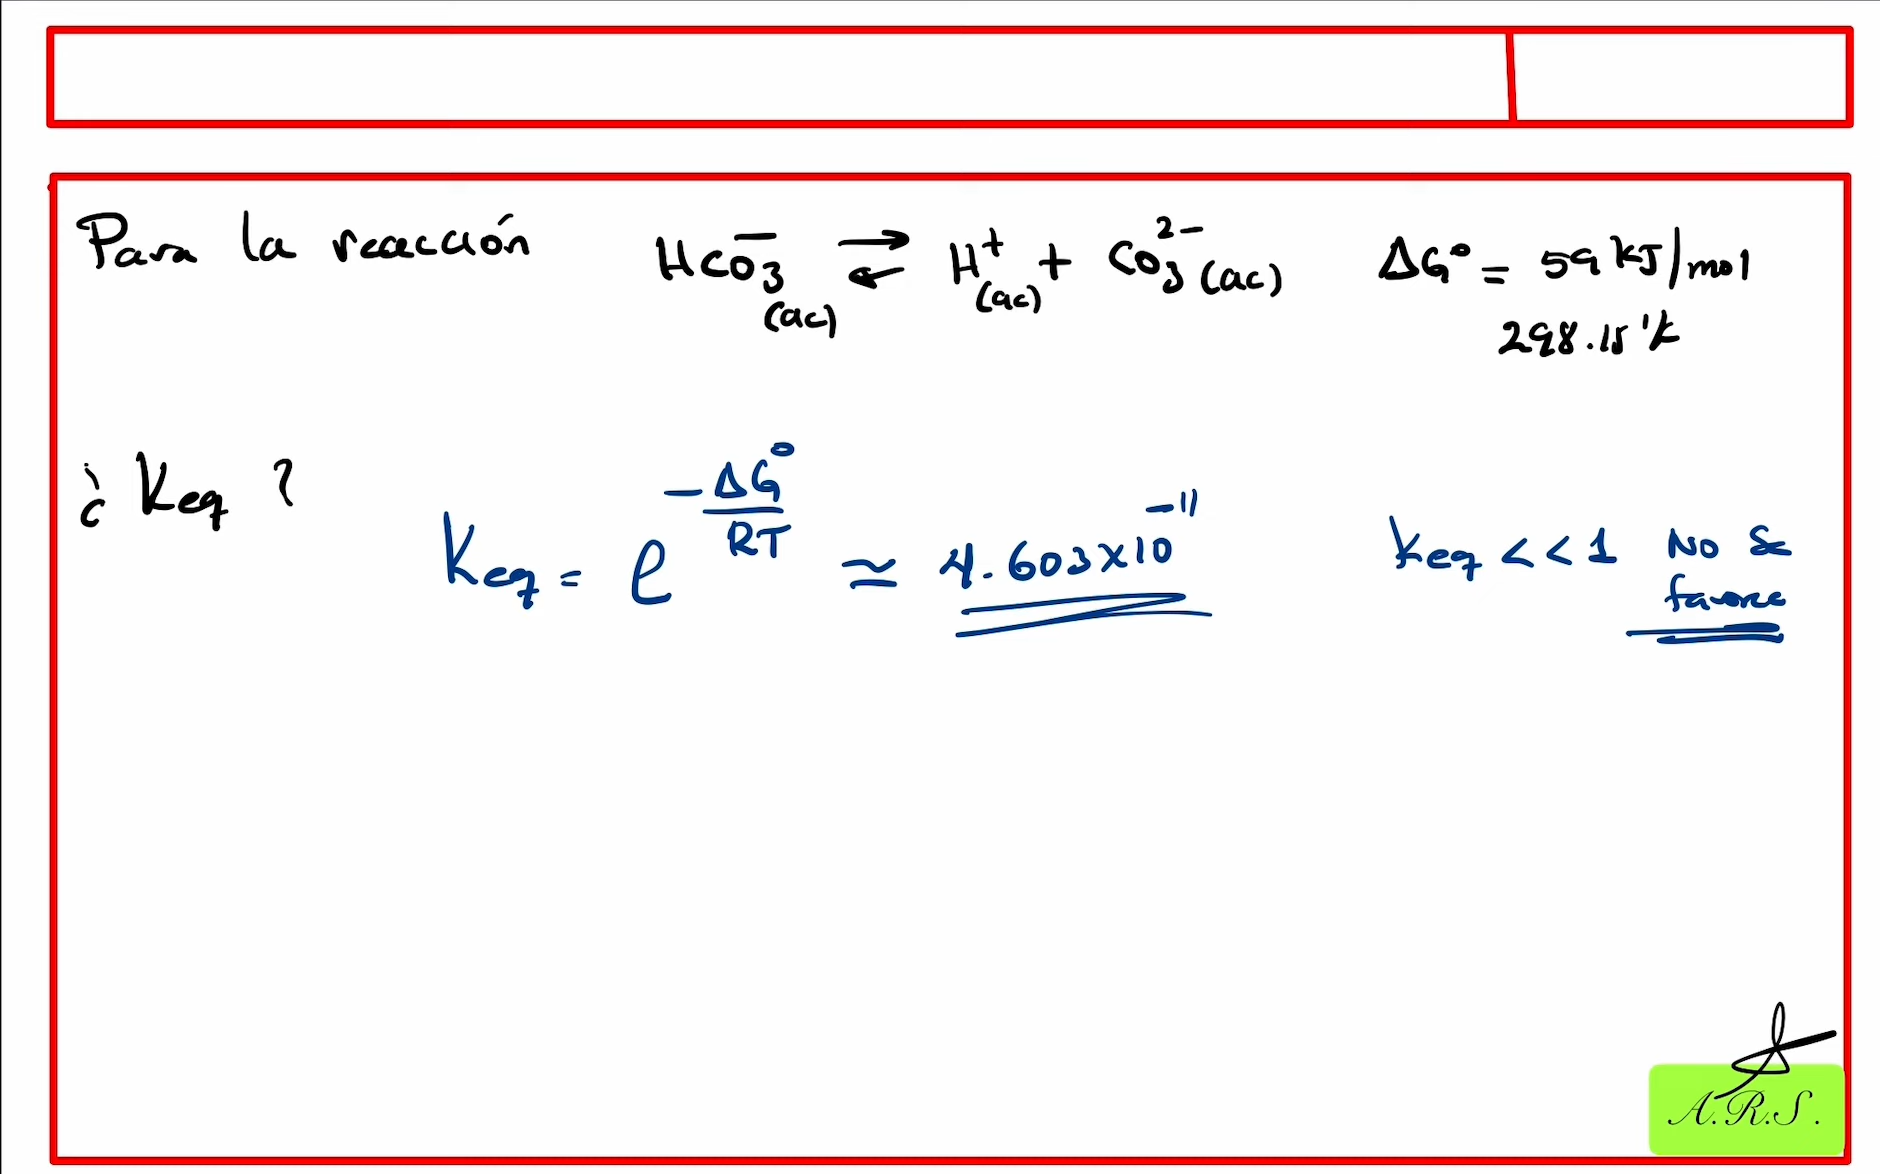 Para la reacción HCO₃⁻(ac) ⇌ H⁺(ac) + CO₃²⁻(ac) ΔG° = 59 kJ/mol
298.15 °K
¿Keq? Keq = e^(-ΔG°/RT) ≈ 4.603x10⁻¹¹ Keq <<1 No se
favorece
A.R.S.